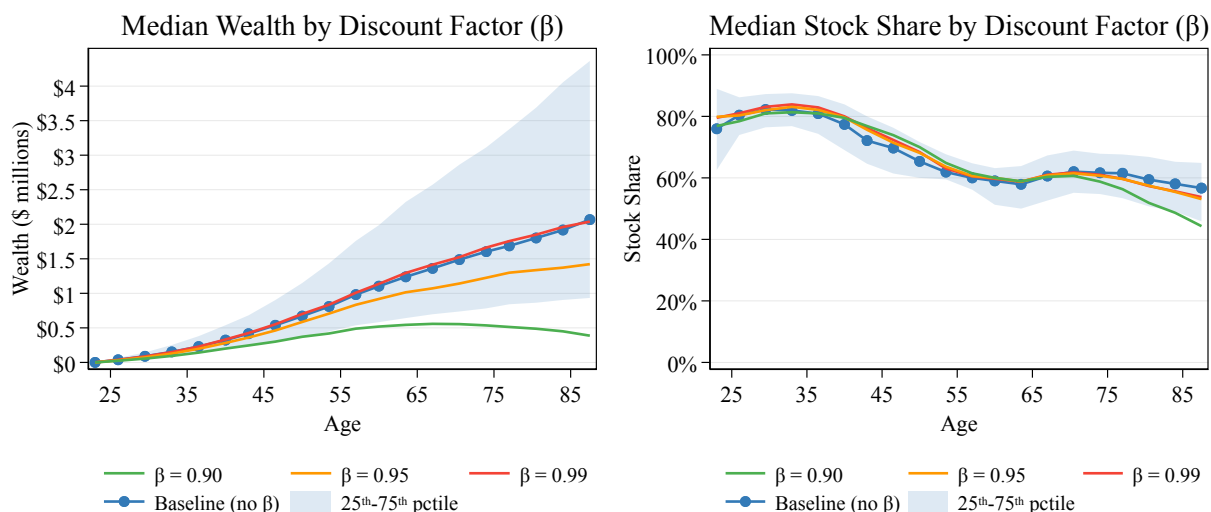 Median Wealth by Discount Factor (β)
Wealth ($ millions)
$4
$3.5
$3
$2.5
$2
$1.5
$1
$0.5
$0
25 35 45 55 65 75 85
Age
β = 0.90 β = 0.95 β = 0.99
Baseline (no β) 25th-75th pctile
Median Stock Share by Discount Factor (β)
Stock Share
100%
80%
60%
40%
20%
0%
25 35 45 55 65 75 85
Age
β = 0.90 β = 0.95 β = 0.99
Baseline (no β) 25th-75th pctile